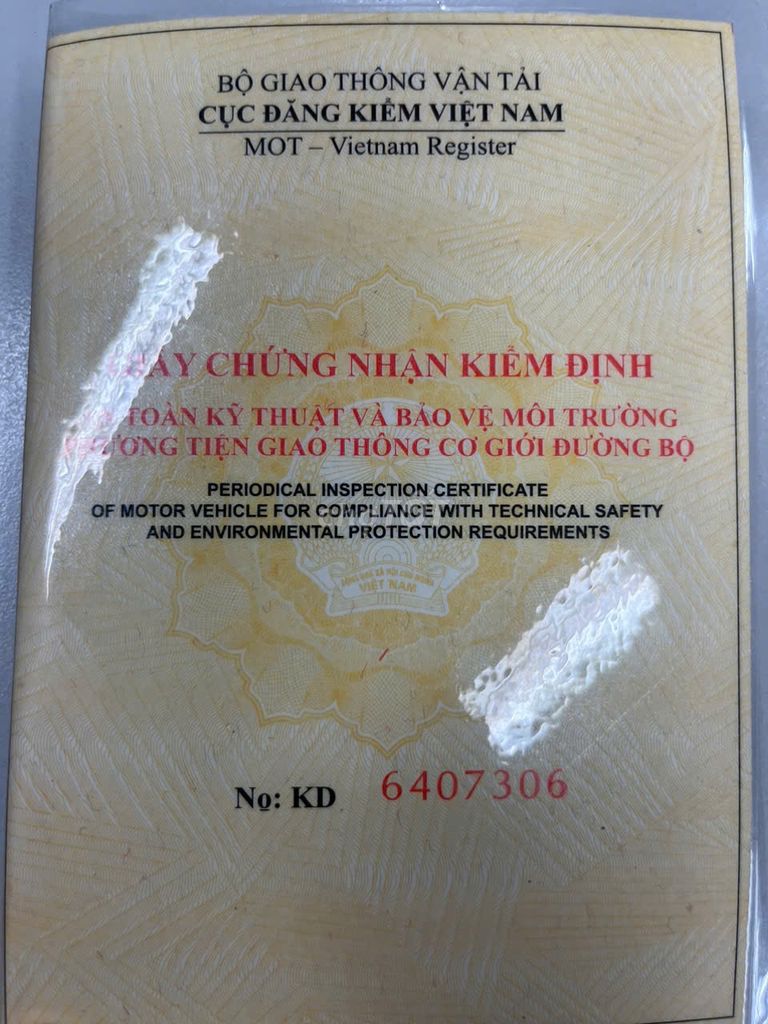 BỘ GIAO THÔNG VẬN TẢI
CỤC ĐĂNG KIỂM VIỆT NAM
MOT – Vietnam Register
CHỨNG NHẬN KIỂM ĐỊNH
TOÀN KỸ THUẬT VÀ BẢO VỆ MÔI TRƯỜNG
TIỆN GIAO THÔNG CƠ GIỚI ĐƯỜNG BỘ
PERIODICAL INSPECTION CERTIFICATE
OF MOTOR VEHICLE FOR COMPLIANCE WITH TECHNICAL SAFETY
AND ENVIRONMENTAL PROTECTION REQUIREMENTS
VIỆT NAM
No: KD 6407306